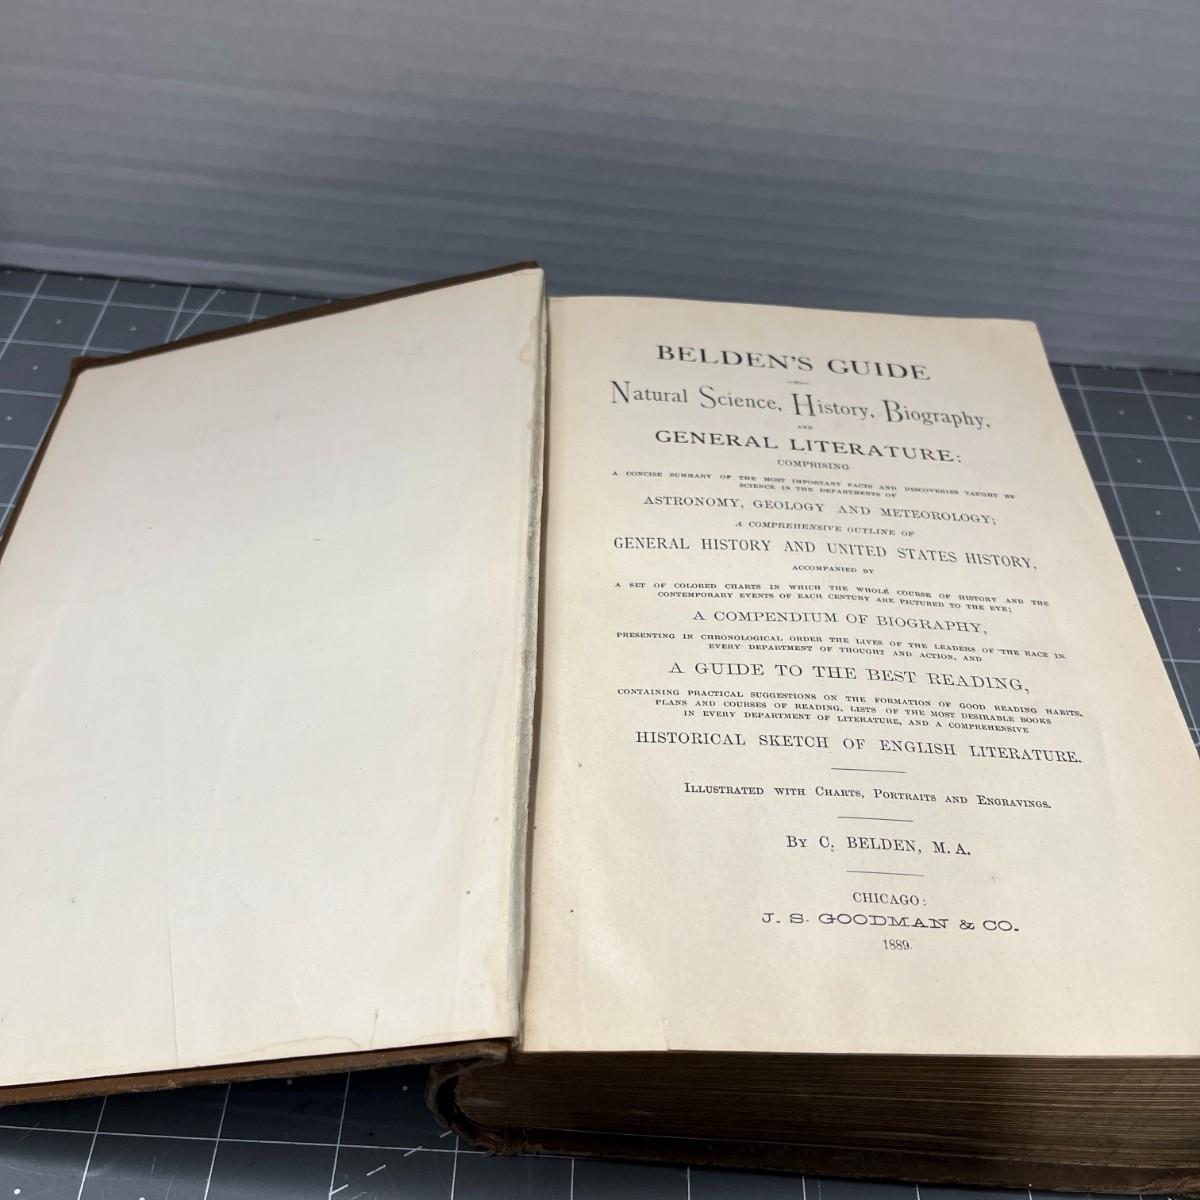 BELDEN'S GUIDE
Natural Science, History, Biography,
AND
GENERAL LITERATURE:
COMPRISING
A CONCISE SUMMARY OF THE MOST IMPORTANT FACTS AND DISCOVERIES TAUGHT BY
SCIENCE IN THE DEPARTMENTS OF
ASTRONOMY, GEOLOGY AND METEOROLOGY;
A COMPREHENSIVE OUTLINE OF
GENERAL HISTORY AND UNITED STATES HISTORY,
ACCOMPANIED BY
A SET OF COLORED CHARTS IN WHICH THE WHOLE COURSE OF HISTORY AND THE
CONTEMPORARY EVENTS OF EACH CENTURY ARE PICTURED TO THE EYE;
A COMPENDIUM OF BIOGRAPHY,
PRESENTING IN CHRONOLOGICAL ORDER THE LIVES OF THE LEADERS OF THE RACE IN
EVERY DEPARTMENT OF THOUGHT AND ACTION, AND
A GUIDE TO THE BEST READING,
CONTAINING PRACTICAL SUGGESTIONS ON THE FORMATION OF GOOD READING HABITS,
PLANS AND COURSES OF READING, LISTS OF THE MOST DESIRABLE BOOKS
IN EVERY DEPARTMENT OF LITERATURE, AND A COMPREHENSIVE
HISTORICAL SKETCH OF ENGLISH LITERATURE.
ILLUSTRATED WITH CHARTS, PORTRAITS AND ENGRAVINGS.
BY C. BELDEN, M. A.
CHICAGO:
J. S. GOODMAN & CO.
1889.